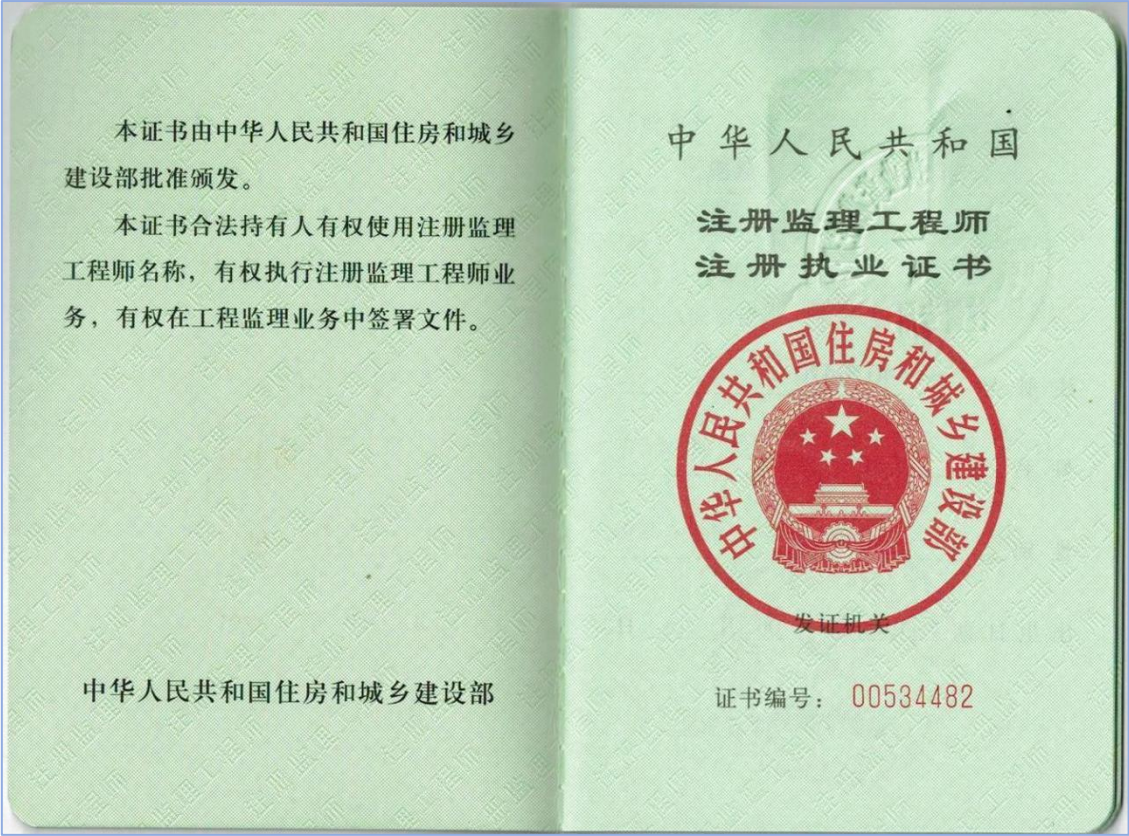 本证书由中华人民共和国住房和城乡
建设部批准颁发。
本证书合法持有人有权使用注册监理
工程师名称，有权执行注册监理工程师业
务，有权在工程监理业务中签署文件。
中华人民共和国住房和城乡建设部
中华人民共和国
注册监理工程师
注册执业证书
中华人民共和国住房和城乡建设部
发证机关
证书编号： 00534482